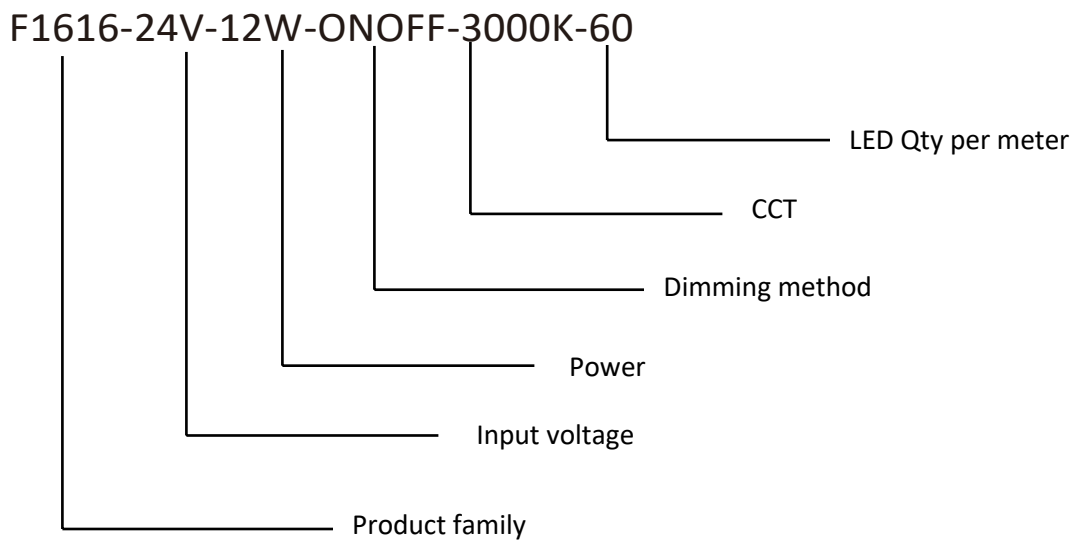 F1616-24V-12W-ONOFF-3000K-60
LED Qty per meter
CCT
Dimming method
Power
Input voltage
Product family